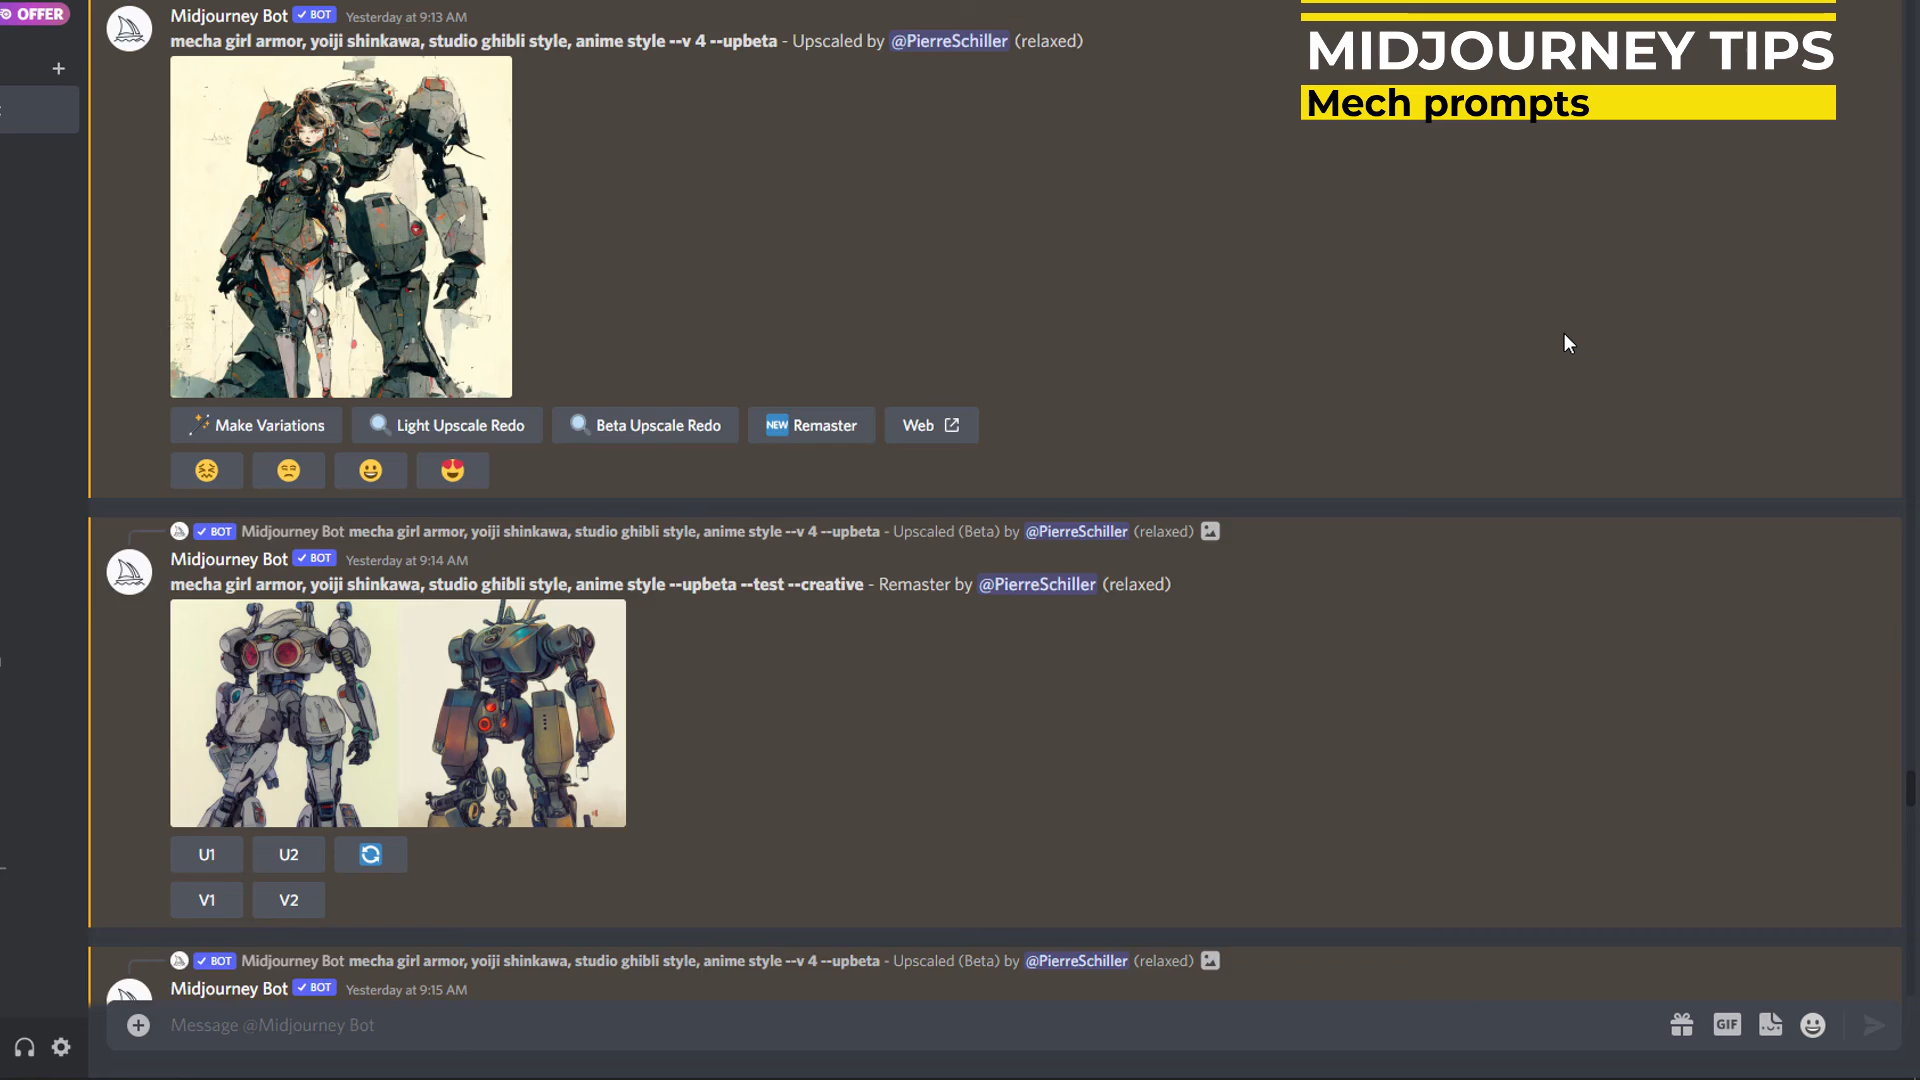 OFFER
Midjourney Bot BOT Yesterday at 9:13 AM
mecha girl armor, yoiji shinkawa, studio ghibli style, anime style --v 4 --upbeta - Upscaled by @PierreSchiller (relaxed)
MIDJOURNEY TIPS
Mech prompts
Make Variations Light Upscale Redo Beta Upscale Redo NEW Remaster Web
BOT Midjourney Bot mecha girl armor, yoiji shinkawa, studio ghibli style, anime style --v 4 --upbeta - Upscaled (Beta) by @PierreSchiller (relaxed)
Midjourney Bot BOT Yesterday at 9:14 AM
mecha girl armor, yoiji shinkawa, studio ghibli style, anime style --upbeta --test --creative - Remaster by @PierreSchiller (relaxed)
U1 U2
V1 V2
BOT Midjourney Bot mecha girl armor, yoiji shinkawa, studio ghibli style, anime style --v 4 --upbeta - Upscaled (Beta) by @PierreSchiller (relaxed)
Midjourney Bot BOT Yesterday at 9:15 AM
Message @Midjourney Bot
GIF